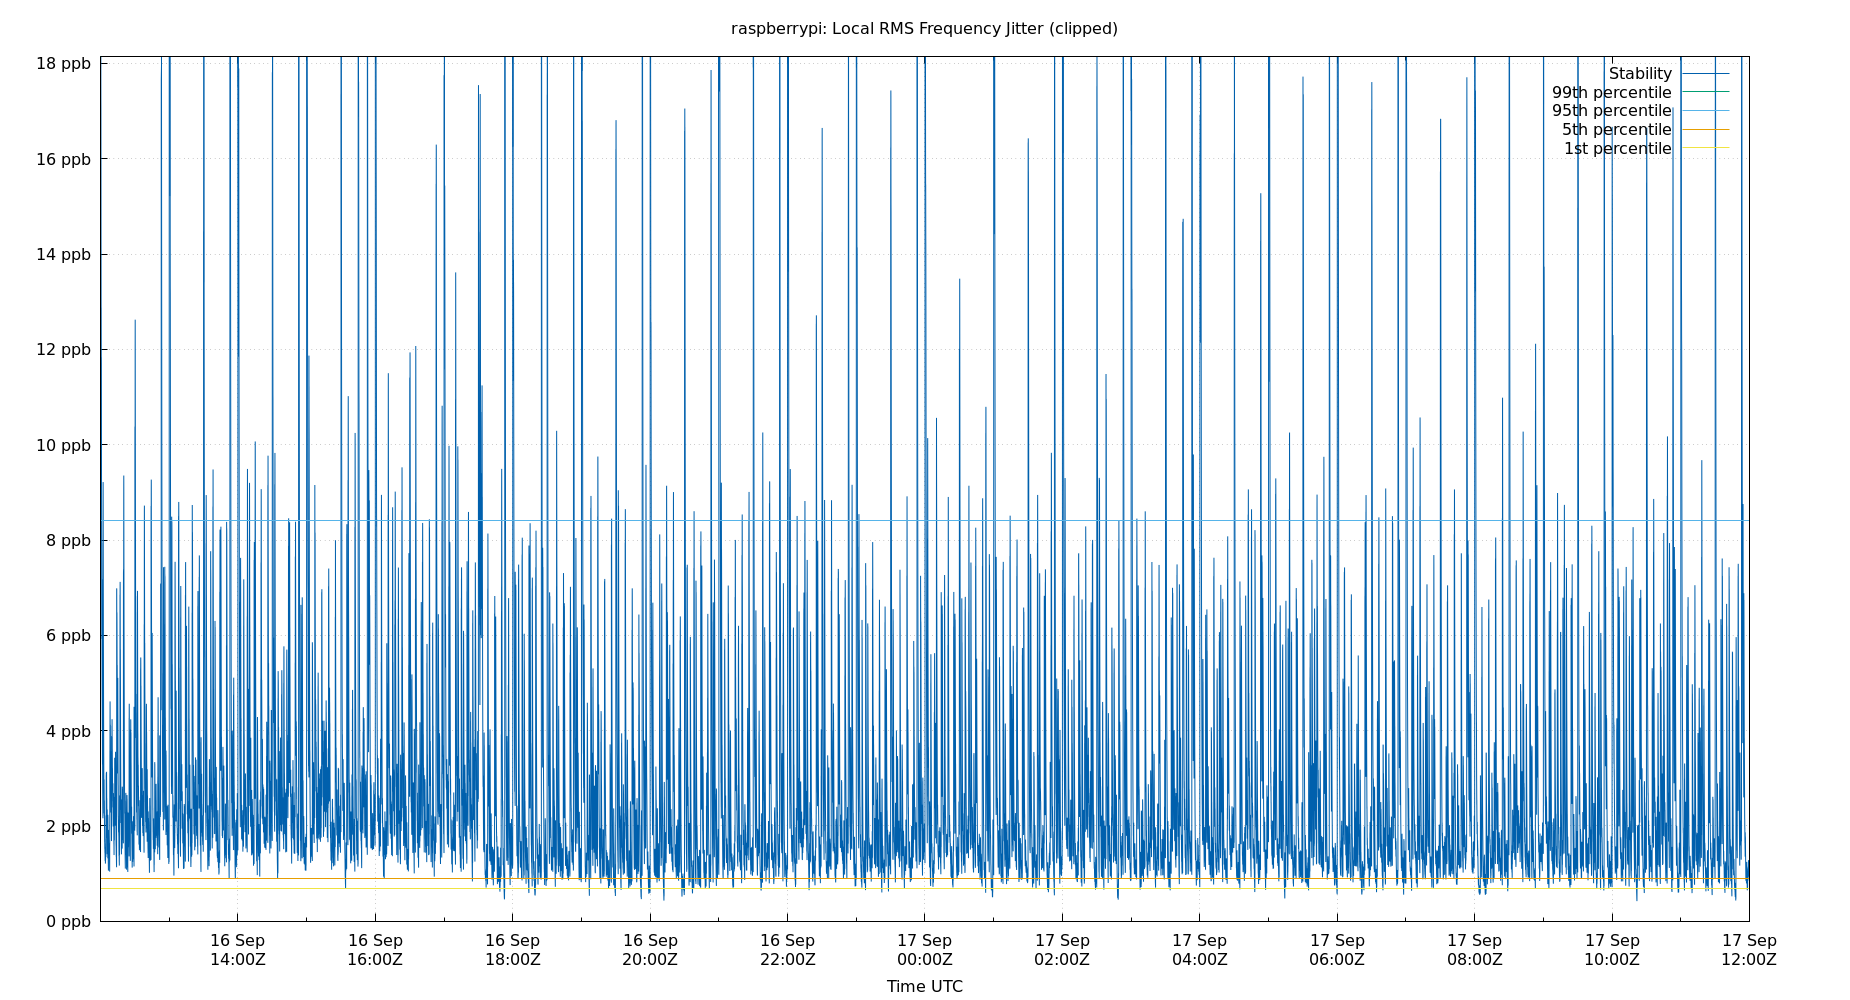 raspberrypi: Local RMS Frequency Jitter (clipped)
18 ppb
16 ppb
14 ppb
12 ppb
10 ppb
8 ppb
6 ppb
4 ppb
2 ppb
0 ppb
Stability
99th percentile
95th percentile
5th percentile
1st percentile
16 Sep
14:00Z
16 Sep
16:00Z
16 Sep
18:00Z
16 Sep
20:00Z
16 Sep
22:00Z
17 Sep
00:00Z
17 Sep
02:00Z
17 Sep
04:00Z
17 Sep
06:00Z
17 Sep
08:00Z
17 Sep
10:00Z
17 Sep
12:00Z
Time UTC